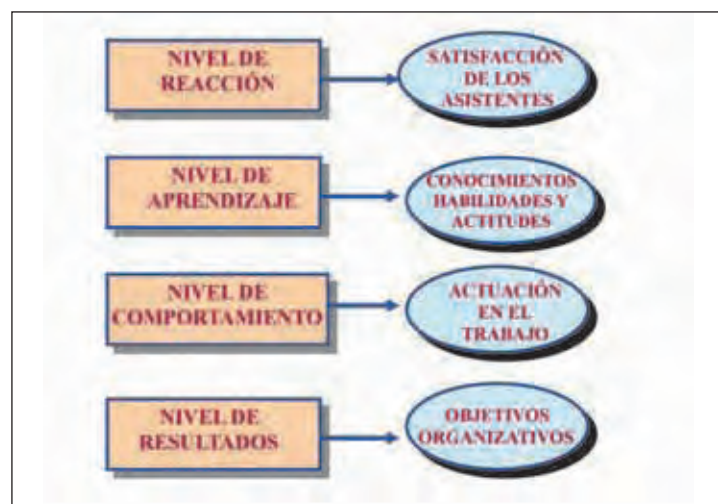 NIVEL DE
REACCIÓN
SATISFACCIÓN
DE LOS
ASISTENTES
NIVEL DE
APRENDIZAJE
CONOCIMIENTOS
HABILIDADES Y
ACTITUDES
NIVEL DE
COMPORTAMIENTO
ACTUACIÓN
EN EL
TRABAJO
NIVEL DE
RESULTADOS
OBJETIVOS
ORGANIZATIVOS